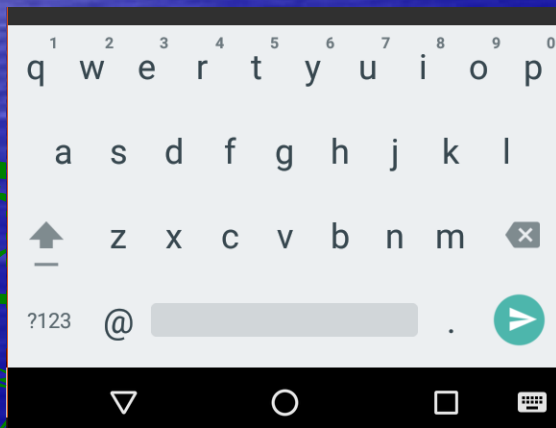 1 2 3 4 5 6 7 8 9 0
q w e r t y u i o p
a s d f g h j k l
z x c v b n m
?123 @ .